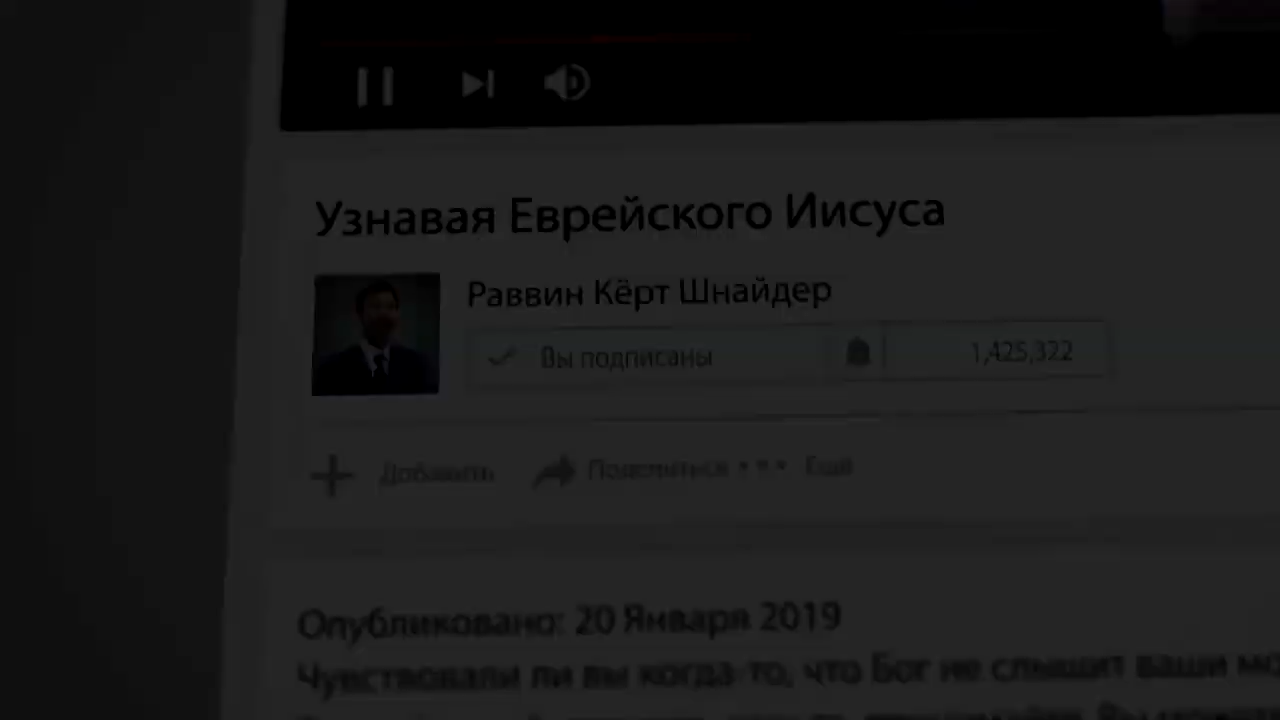 Узнавая Еврейского Иисуса
Раввин Кёрт Шнайдер
Вы подписаны 1,425,322
Добавить Поделиться Ещё
Опубликовано: 20 Января 2019
Чувствовали ли вы когда-то, что Бог не слышит ваши